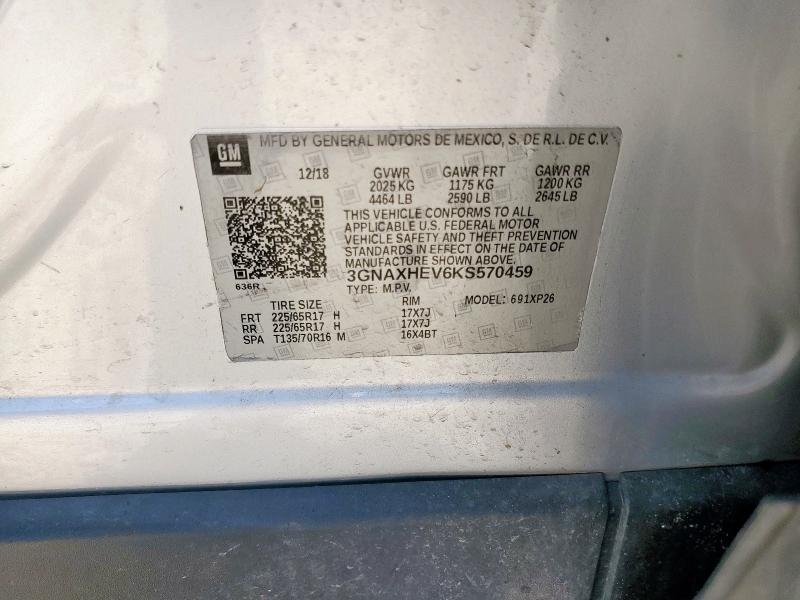 GM
MFD BY GENERAL MOTORS DE MEXICO, S. DE R.L. DE C.V.
12/18 GVWR GAWR FRT GAWR RR
2025 KG 1175 KG 1200 KG
4464 LB 2590 LB 2645 LB
THIS VEHICLE CONFORMS TO ALL
APPLICABLE U.S. FEDERAL MOTOR
VEHICLE SAFETY AND THEFT PREVENTION
STANDARDS IN EFFECT ON THE DATE OF
MANUFACTURE SHOWN ABOVE.
3GNAXHEV6KS570459
636R TYPE: M.P.V.
TIRE SIZE RIM MODEL: 691XP26
FRT 225/65R17 H 17X7J
RR 225/65R17 H 17X7J
SPA T135/70R16 M 16X4BT